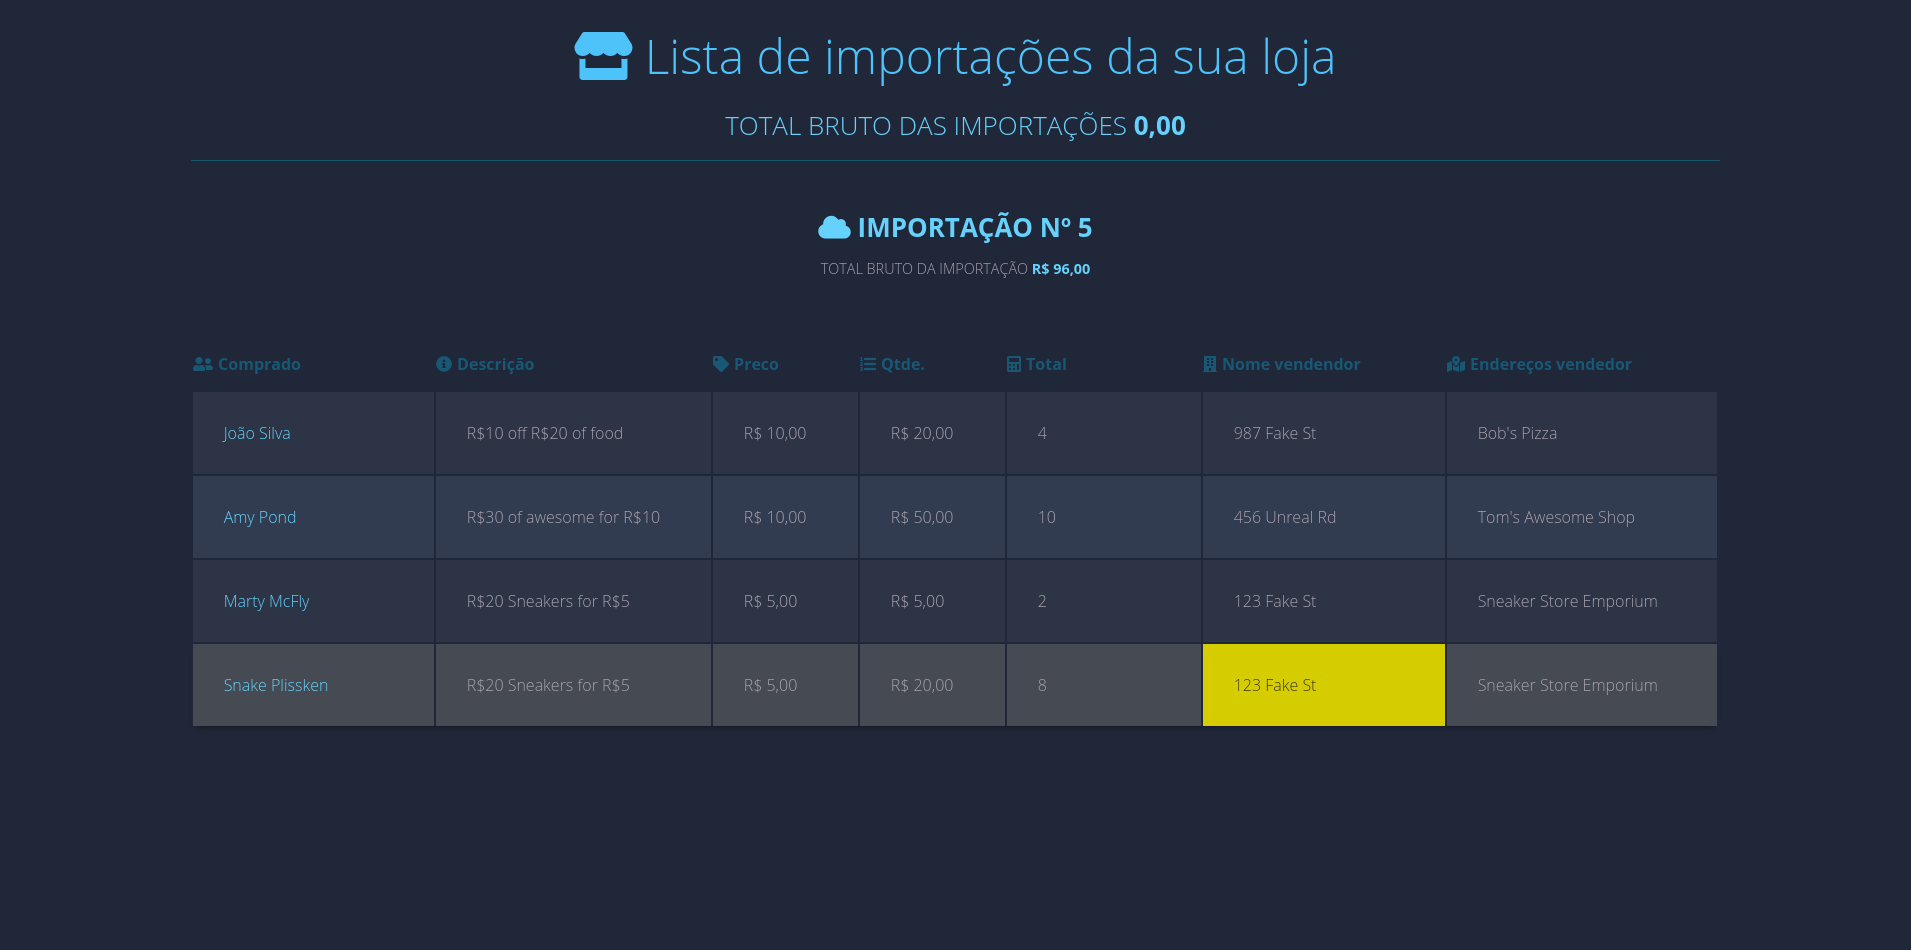 Lista de importações da sua loja
TOTAL BRUTO DAS IMPORTAÇÕES 0,00
IMPORTAÇÃO Nº 5
TOTAL BRUTO DA IMPORTAÇÃO R$ 96,00
Comprado Descrição Preco Qtde. Total Nome vendendor Endereços vendedor
João Silva R$10 off R$20 of food R$ 10,00 R$ 20,00 4 987 Fake St Bob's Pizza
Amy Pond R$30 of awesome for R$10 R$ 10,00 R$ 50,00 10 456 Unreal Rd Tom's Awesome Shop
Marty McFly R$20 Sneakers for R$5 R$ 5,00 R$ 5,00 2 123 Fake St Sneaker Store Emporium
Snake Plissken R$20 Sneakers for R$5 R$ 5,00 R$ 20,00 8 123 Fake St Sneaker Store Emporium